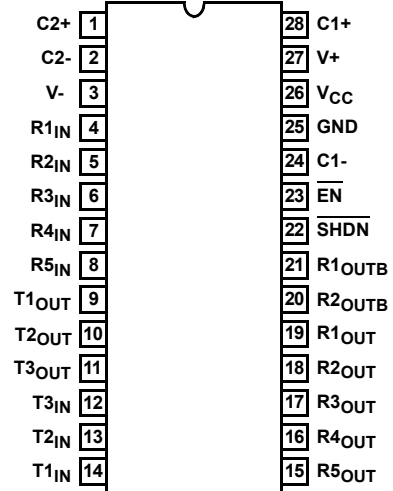 C2+ 1 28 C1+
C2- 2 27 V+
V- 3 26 VCC
R1IN 4 25 GND
R2IN 5 24 C1-
R3IN 6 23 EN
R4IN 7 22 SHDN
R5IN 8 21 R1OUTB
T1OUT 9 20 R2OUTB
T2OUT 10 19 R1OUT
T3OUT 11 18 R2OUT
T3IN 12 17 R3OUT
T2IN 13 16 R4OUT
T1IN 14 15 R5OUT